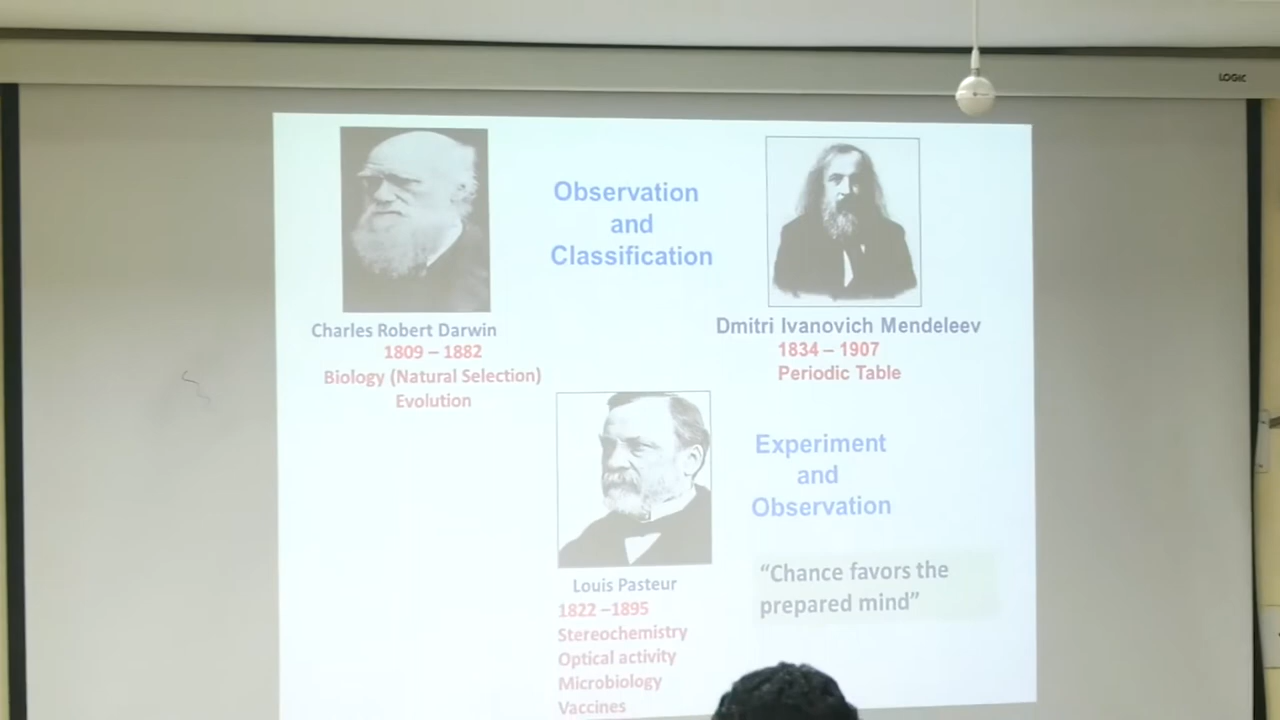 LOGIC
Observation
and
Classification
Charles Robert Darwin
1809 – 1882
Biology (Natural Selection)
Evolution
Dmitri Ivanovich Mendeleev
1834 – 1907
Periodic Table
Experiment
and
Observation
Louis Pasteur
1822 –1895
Stereochemistry
Optical activity
Microbiology
Vaccines
“Chance favors the
prepared mind”